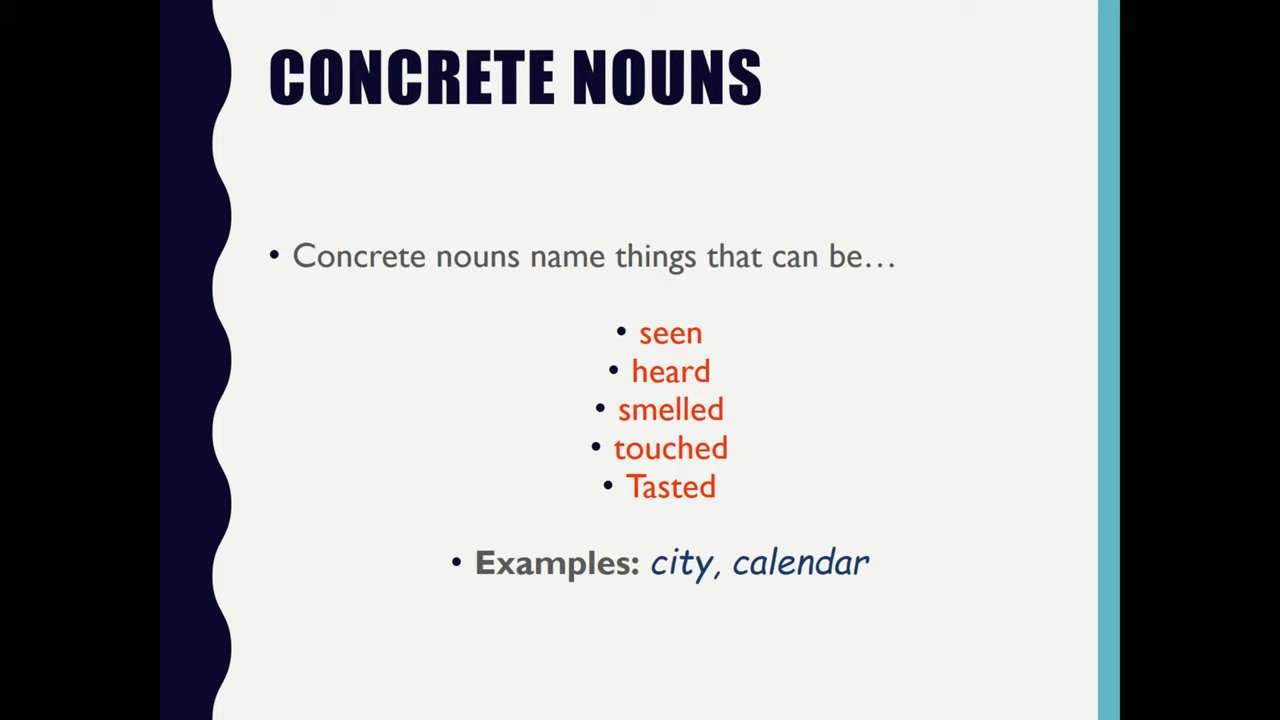 CONCRETE NOUNS
• Concrete nouns name things that can be…
• seen
• heard
• smelled
• touched
• Tasted
• Examples: city, calendar